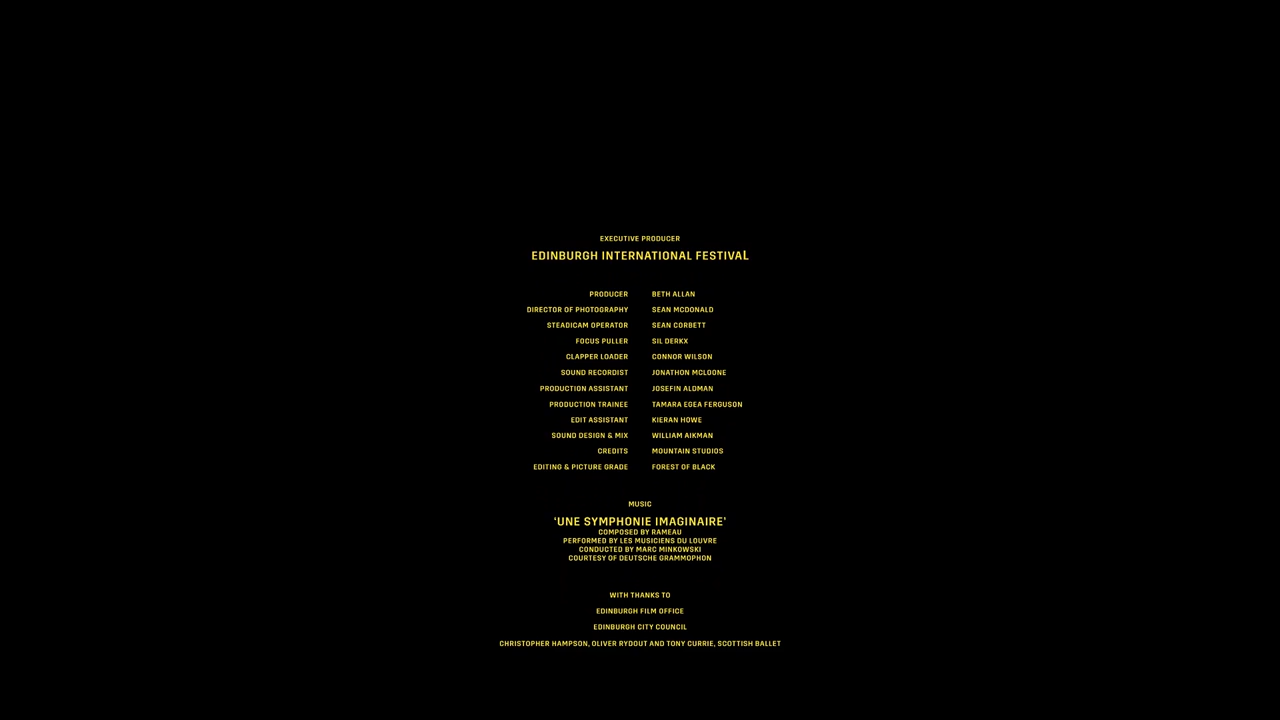 EXECUTIVE PRODUCER
EDINBURGH INTERNATIONAL FESTIVAL
PRODUCER BETH ALLAN
DIRECTOR OF PHOTOGRAPHY SEAN MCDONALD
STEADICAM OPERATOR SEAN CORBETT
FOCUS PULLER SIL DERKX
CLAPPER LOADER CONNOR WILSON
SOUND RECORDIST JONATHON MCLOONE
PRODUCTION ASSISTANT JOSEFIN ALDMAN
PRODUCTION TRAINEE TAMARA EGEA FERGUSON
EDIT ASSISTANT KIERAN HOWE
SOUND DESIGN & MIX WILLIAM AIKMAN
CREDITS MOUNTAIN STUDIOS
EDITING & PICTURE GRADE FOREST OF BLACK
MUSIC
‘UNE SYMPHONIE IMAGINAIRE’
COMPOSED BY RAMEAU
PERFORMED BY LES MUSICIENS DU LOUVRE
CONDUCTED BY MARC MINKOWSKI
COURTESY OF DEUTSCHE GRAMMOPHON
WITH THANKS TO
EDINBURGH FILM OFFICE
EDINBURGH CITY COUNCIL
CHRISTOPHER HAMPSON, OLIVER RYDOUT AND TONY CURRIE, SCOTTISH BALLET